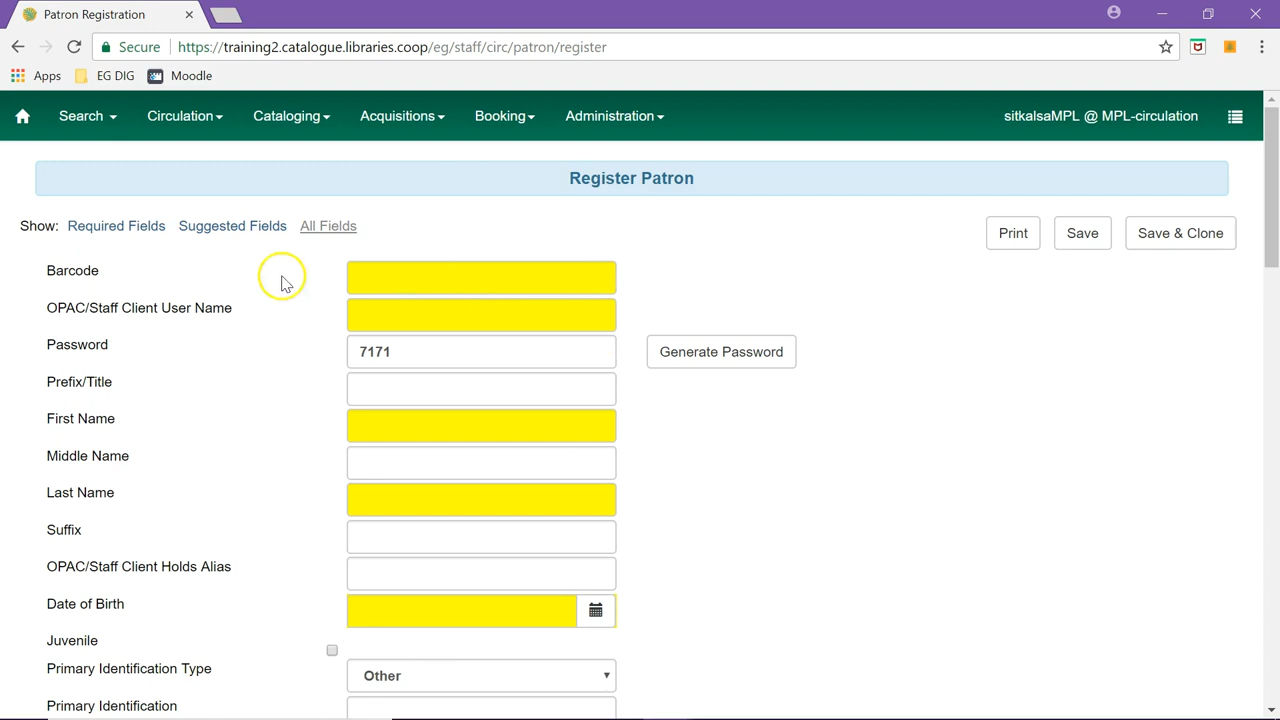 Patron Registration
Secure https://training2.catalogue.libraries.coop/eg/staff/circ/patron/register
Apps EG DIG Moodle
Search Circulation Cataloging Acquisitions Booking Administration sitkalsaMPL @ MPL-circulation
Register Patron
Show: Required Fields Suggested Fields All Fields Print Save Save & Clone
Barcode
OPAC/Staff Client User Name
Password 7171 Generate Password
Prefix/Title
First Name
Middle Name
Last Name
Suffix
OPAC/Staff Client Holds Alias
Date of Birth
Juvenile
Primary Identification Type Other
Primary Identification